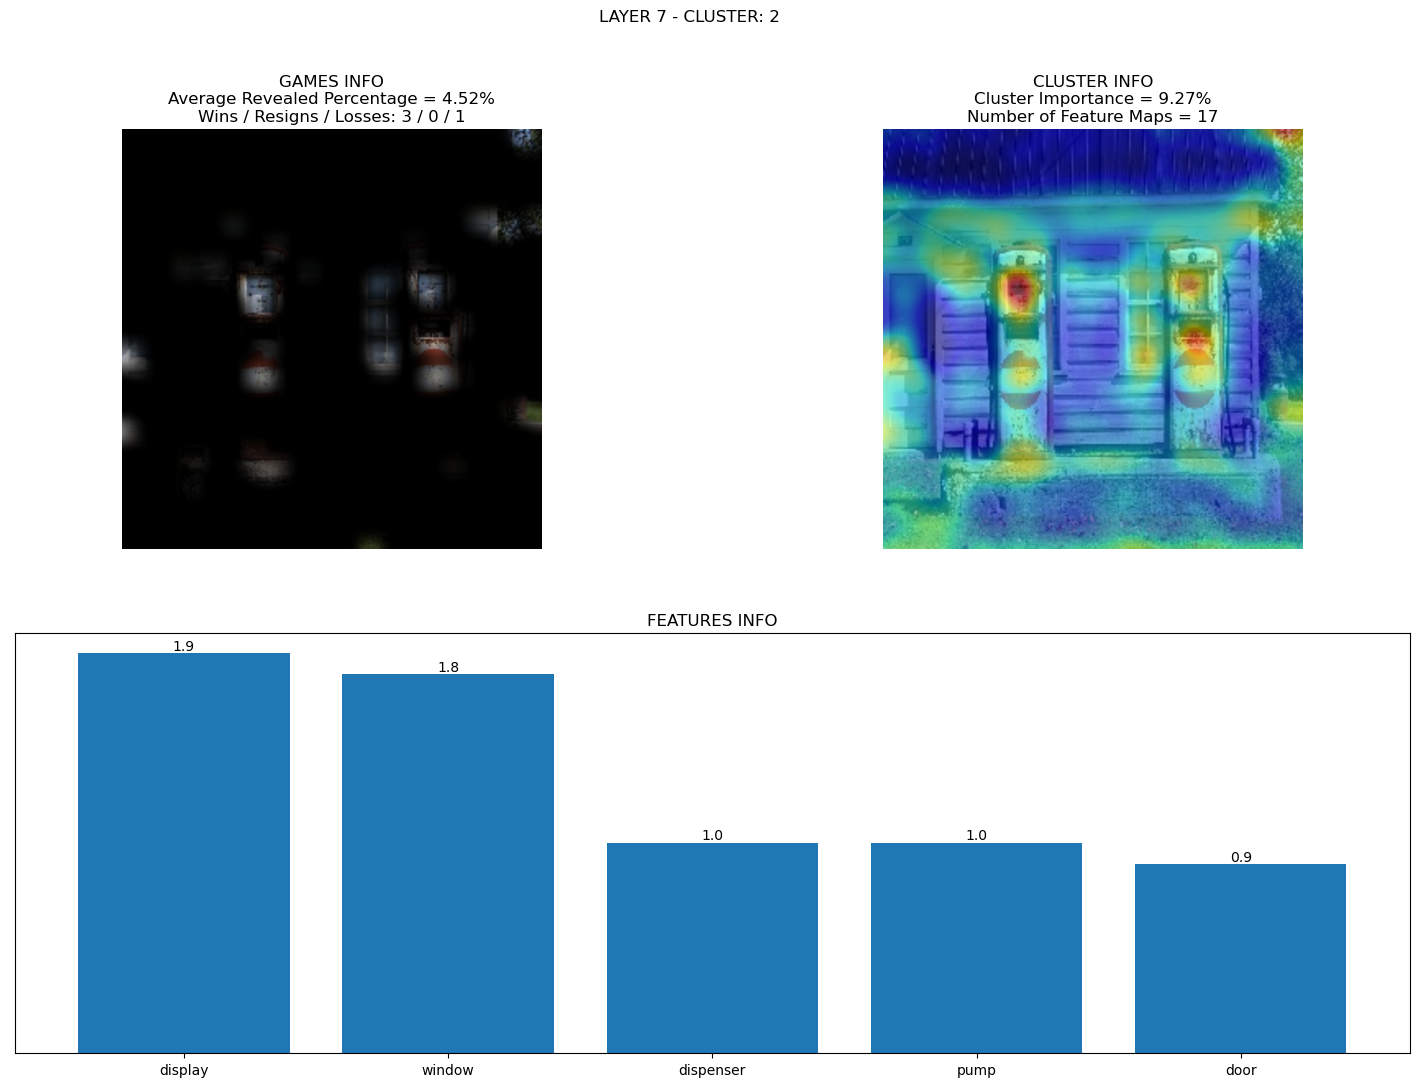 LAYER 7 - CLUSTER: 2
GAMES INFO
Average Revealed Percentage = 4.52%
Wins / Resigns / Losses: 3 / 0 / 1
CLUSTER INFO
Cluster Importance = 9.27%
Number of Feature Maps = 17
FEATURES INFO
1.9
1.8
1.0
1.0
0.9
display
window
dispenser
pump
door